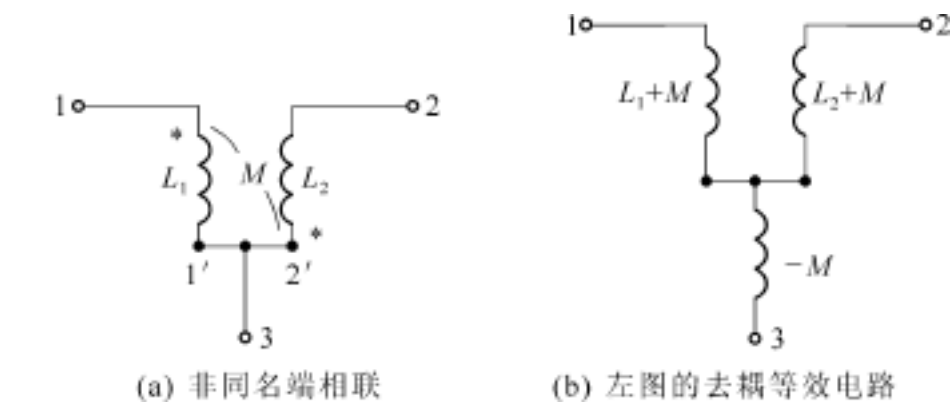 1 2
* M
L₁ L₂
*
1′ 2′
3
(a) 非同名端相联
1 2
L₁+M L₂+M
−M
3
(b) 左图的去耦等效电路